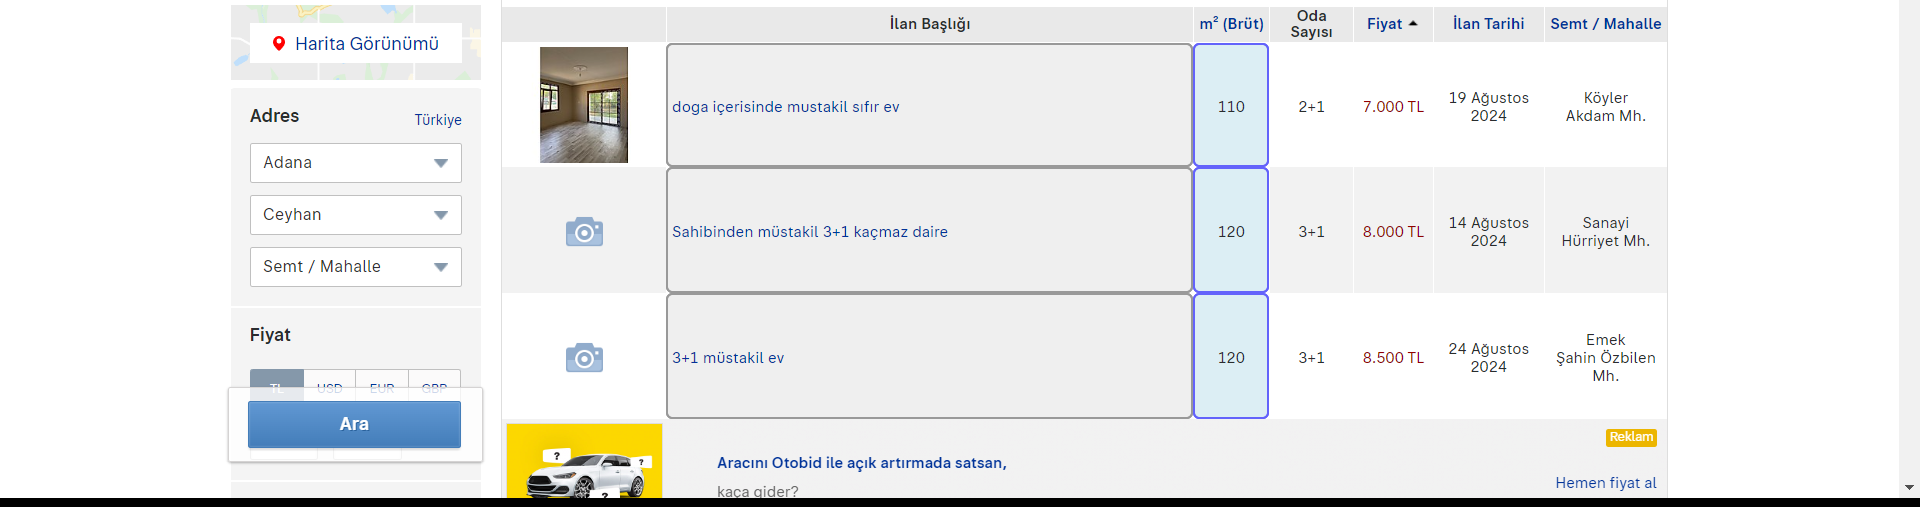 Harita Görünümü
Adres
Türkiye
Adana
Ceyhan
Semt / Mahalle
Fiyat
TL USD EUR GBP
Ara
İlan Başlığı m² (Brüt) Oda Sayısı Fiyat İlan Tarihi Semt / Mahalle
doga içerisinde mustakil sıfır ev 110 2+1 7.000 TL 19 Ağustos 2024 Köyler Akdam Mh.
Sahibinden müstakil 3+1 kaçmaz daire 120 3+1 8.000 TL 14 Ağustos 2024 Sanayi Hürriyet Mh.
3+1 müstakil ev 120 3+1 8.500 TL 24 Ağustos 2024 Emek Şahin Özbilen Mh.
? ? ?
Reklam
Aracını Otobid ile açık artırmada satsan,
kaça gider?
Hemen fiyat al